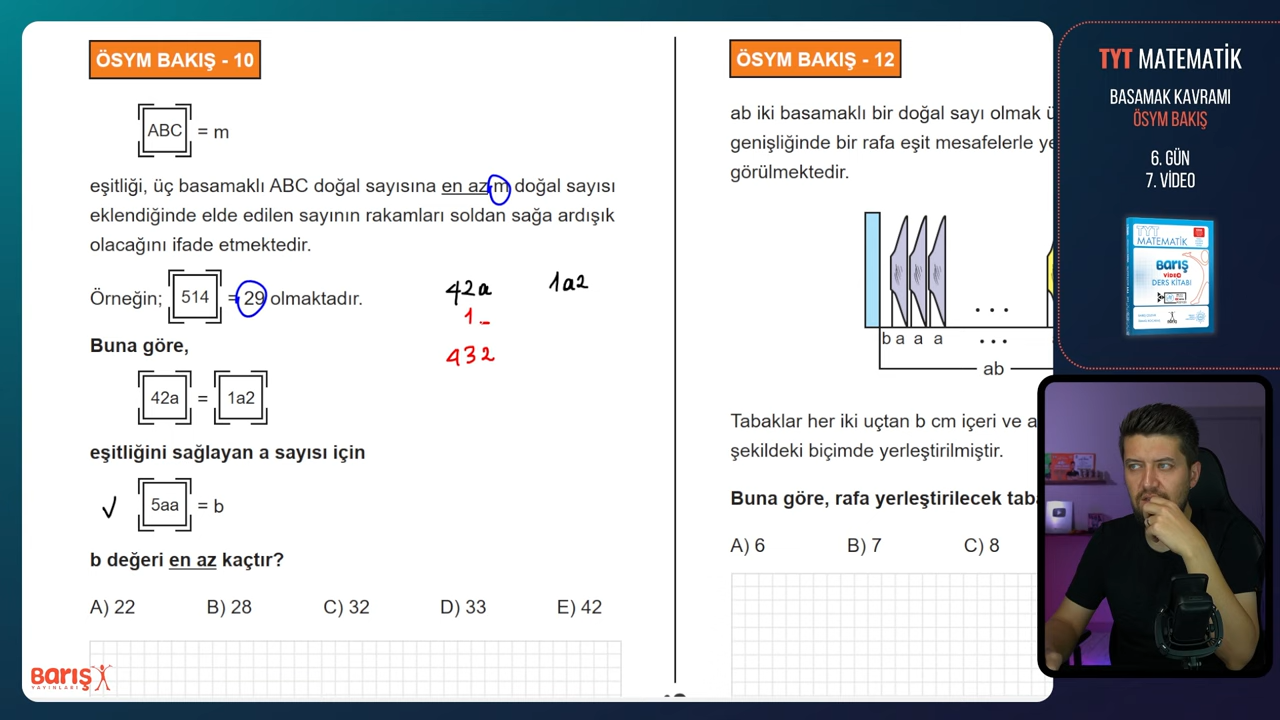 ÖSYM BAKIŞ - 10
ABC = m
eşitliği, üç basamaklı ABC doğal sayısına en az m doğal sayısı
eklendiğinde elde edilen sayının rakamları soldan sağa ardışık
olacağını ifade etmektedir.
Örneğin; 514 = 29 olmaktadır.
Buna göre,
42a = 1a2
eşitliğini sağlayan a sayısı için
5aa = b
b değeri en az kaçtır?
A) 22 B) 28 C) 32 D) 33 E) 42
42a 1a2
1..
432
BARIŞ
YAYINLARI
ÖSYM BAKIŞ - 12
ab iki basamaklı bir doğal sayı olmak ü
genişliğinde bir rafa eşit mesafelerle ye
görülmektedir.
...
b a a a ...
ab
Tabaklar her iki uçtan b cm içeri ve a
şekildeki biçimde yerleştirilmiştir.
Buna göre, rafa yerleştirilecek taba
A) 6 B) 7 C) 8
TYT MATEMATİK
BASAMAK KAVRAMI
ÖSYM BAKIŞ
6. GÜN
7. VİDEO
TYT
MATEMATİK
BARIŞ
VİDEO
DERS KİTABI